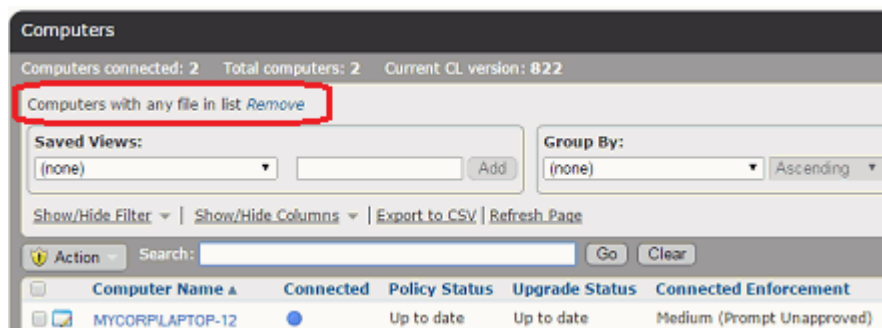 Computers
Computers connected: 2 Total computers: 2 Current CL version: 822
Computers with any file in list Remove
Saved Views: Group By:
(none) Add (none) Ascending
Show/Hide Filter | Show/Hide Columns | Export to CSV | Refresh Page
Action Search: Go Clear
Computer Name Connected Policy Status Upgrade Status Connected Enforcement
MYCORP\LAPTOP-12 Up to date Up to date Medium (Prompt Unapproved)